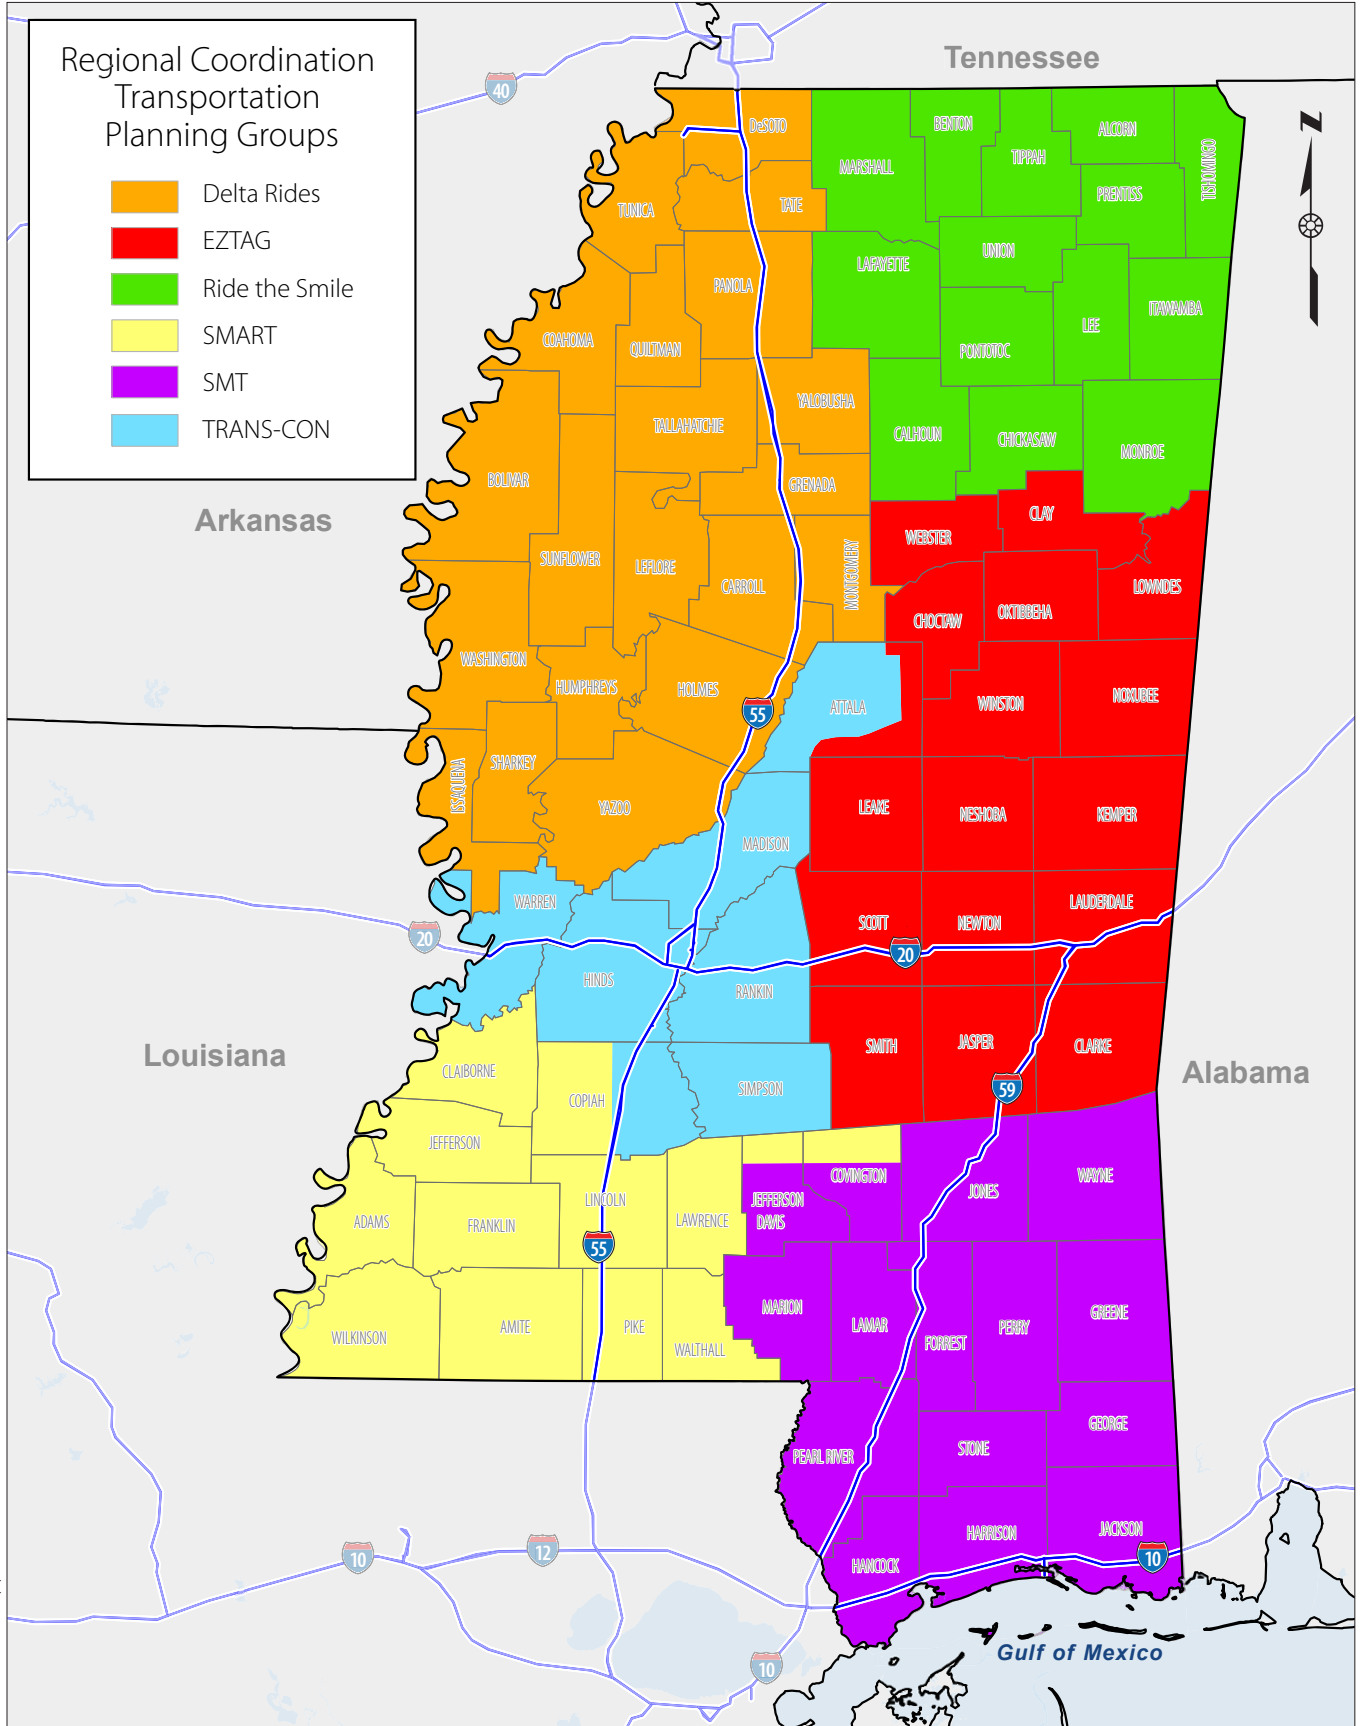 Regional Coordination
Transportation
Planning Groups
Delta Rides
EZTAG
Ride the Smile
SMART
SMT
TRANS-CON
Tennessee
40
N
DeSOTO
BENTON
ALCORN
TIPPAH
MARSHALL
TISHOMINGO
PRENTISS
TUNICA
TATE
UNION
LAFAYETTE
PANOLA
ITAWAMBA
LEE
COAHOMA
QUILTMAN
PONTOTOC
YALOBUSHA
TALLAHATCHIE
CALHOUN
CHICKASAW
MONROE
BOLIVAR
GRENADA
Arkansas
CLAY
WEBSTER
SUNFLOWER
LEFLORE
CARROLL
MONTGOMERY
LOWNDES
CHOCTAW
OKTIBBEHA
WASHINGTON
HUMPHREYS
HOLMES
NOXUBEE
WINSTON
ATTALA
55
SHARKEY
ISSAQUENA
YAZOO
LEAKE
NESHOBA
KEMPER
MADISON
WARREN
LAUDERDALE
SCOTT
NEWTON
20
20
HINDS
RANKIN
Louisiana
SMITH
JASPER
CLARKE
Alabama
CLAIBORNE
59
SIMPSON
COPIAH
JEFFERSON
COVINGTON
WAYNE
JONES
JEFFERSON
DAVIS
LINCOLN
ADAMS
FRANKLIN
LAWRENCE
55
MARION
GREENE
LAMAR
PERRY
AMITE
PIKE
WILKINSON
FORREST
WALTHALL
GEORGE
STONE
PEARL RIVER
JACKSON
HARRISON
12
10
10
HANCOCK
Gulf of Mexico
10